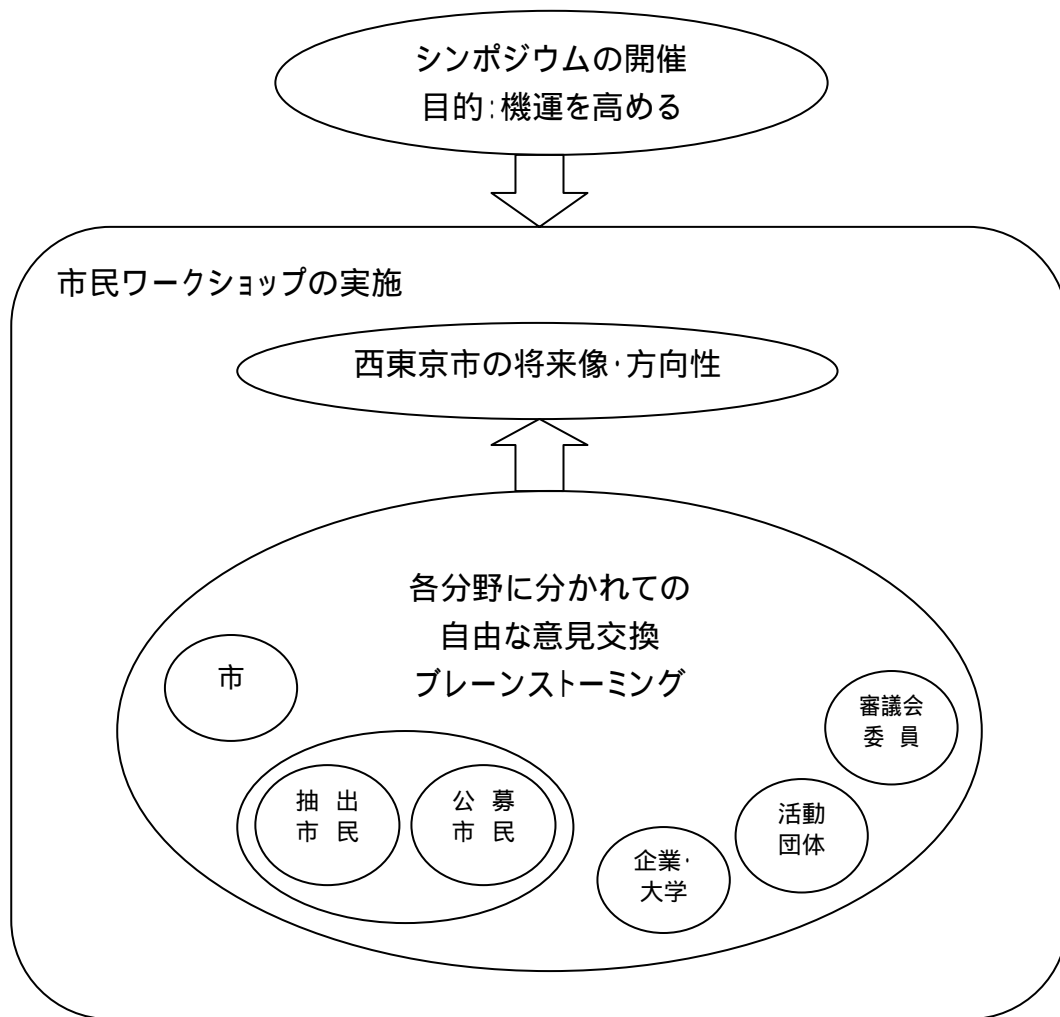 シンポジウムの開催
目的:機運を高める
市民ワークショップの実施
西東京市の将来像・方向性
各分野に分かれての
自由な意見交換
ブレーンストーミング
市
抽 出
市 民
公 募
市 民
企業・
大学
活動
団体
審議会
委 員